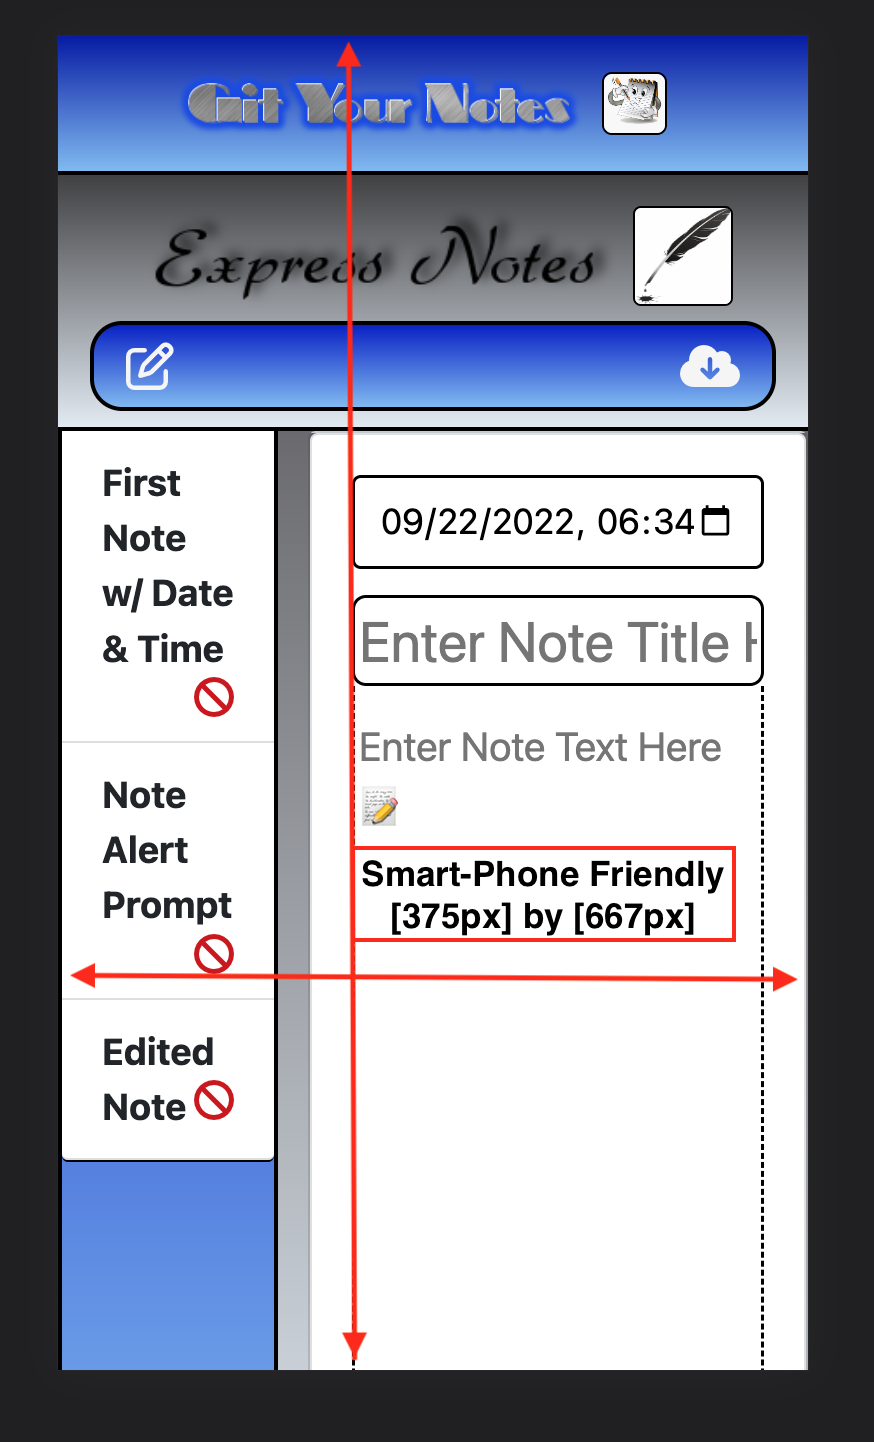 Git Your Notes
Express Notes
First
Note
w/ Date
& Time
Note
Alert
Prompt
Edited
Note
09/22/2022, 06:34
Enter Note Title
Enter Note Text Here
Smart-Phone Friendly
[375px] by [667px]